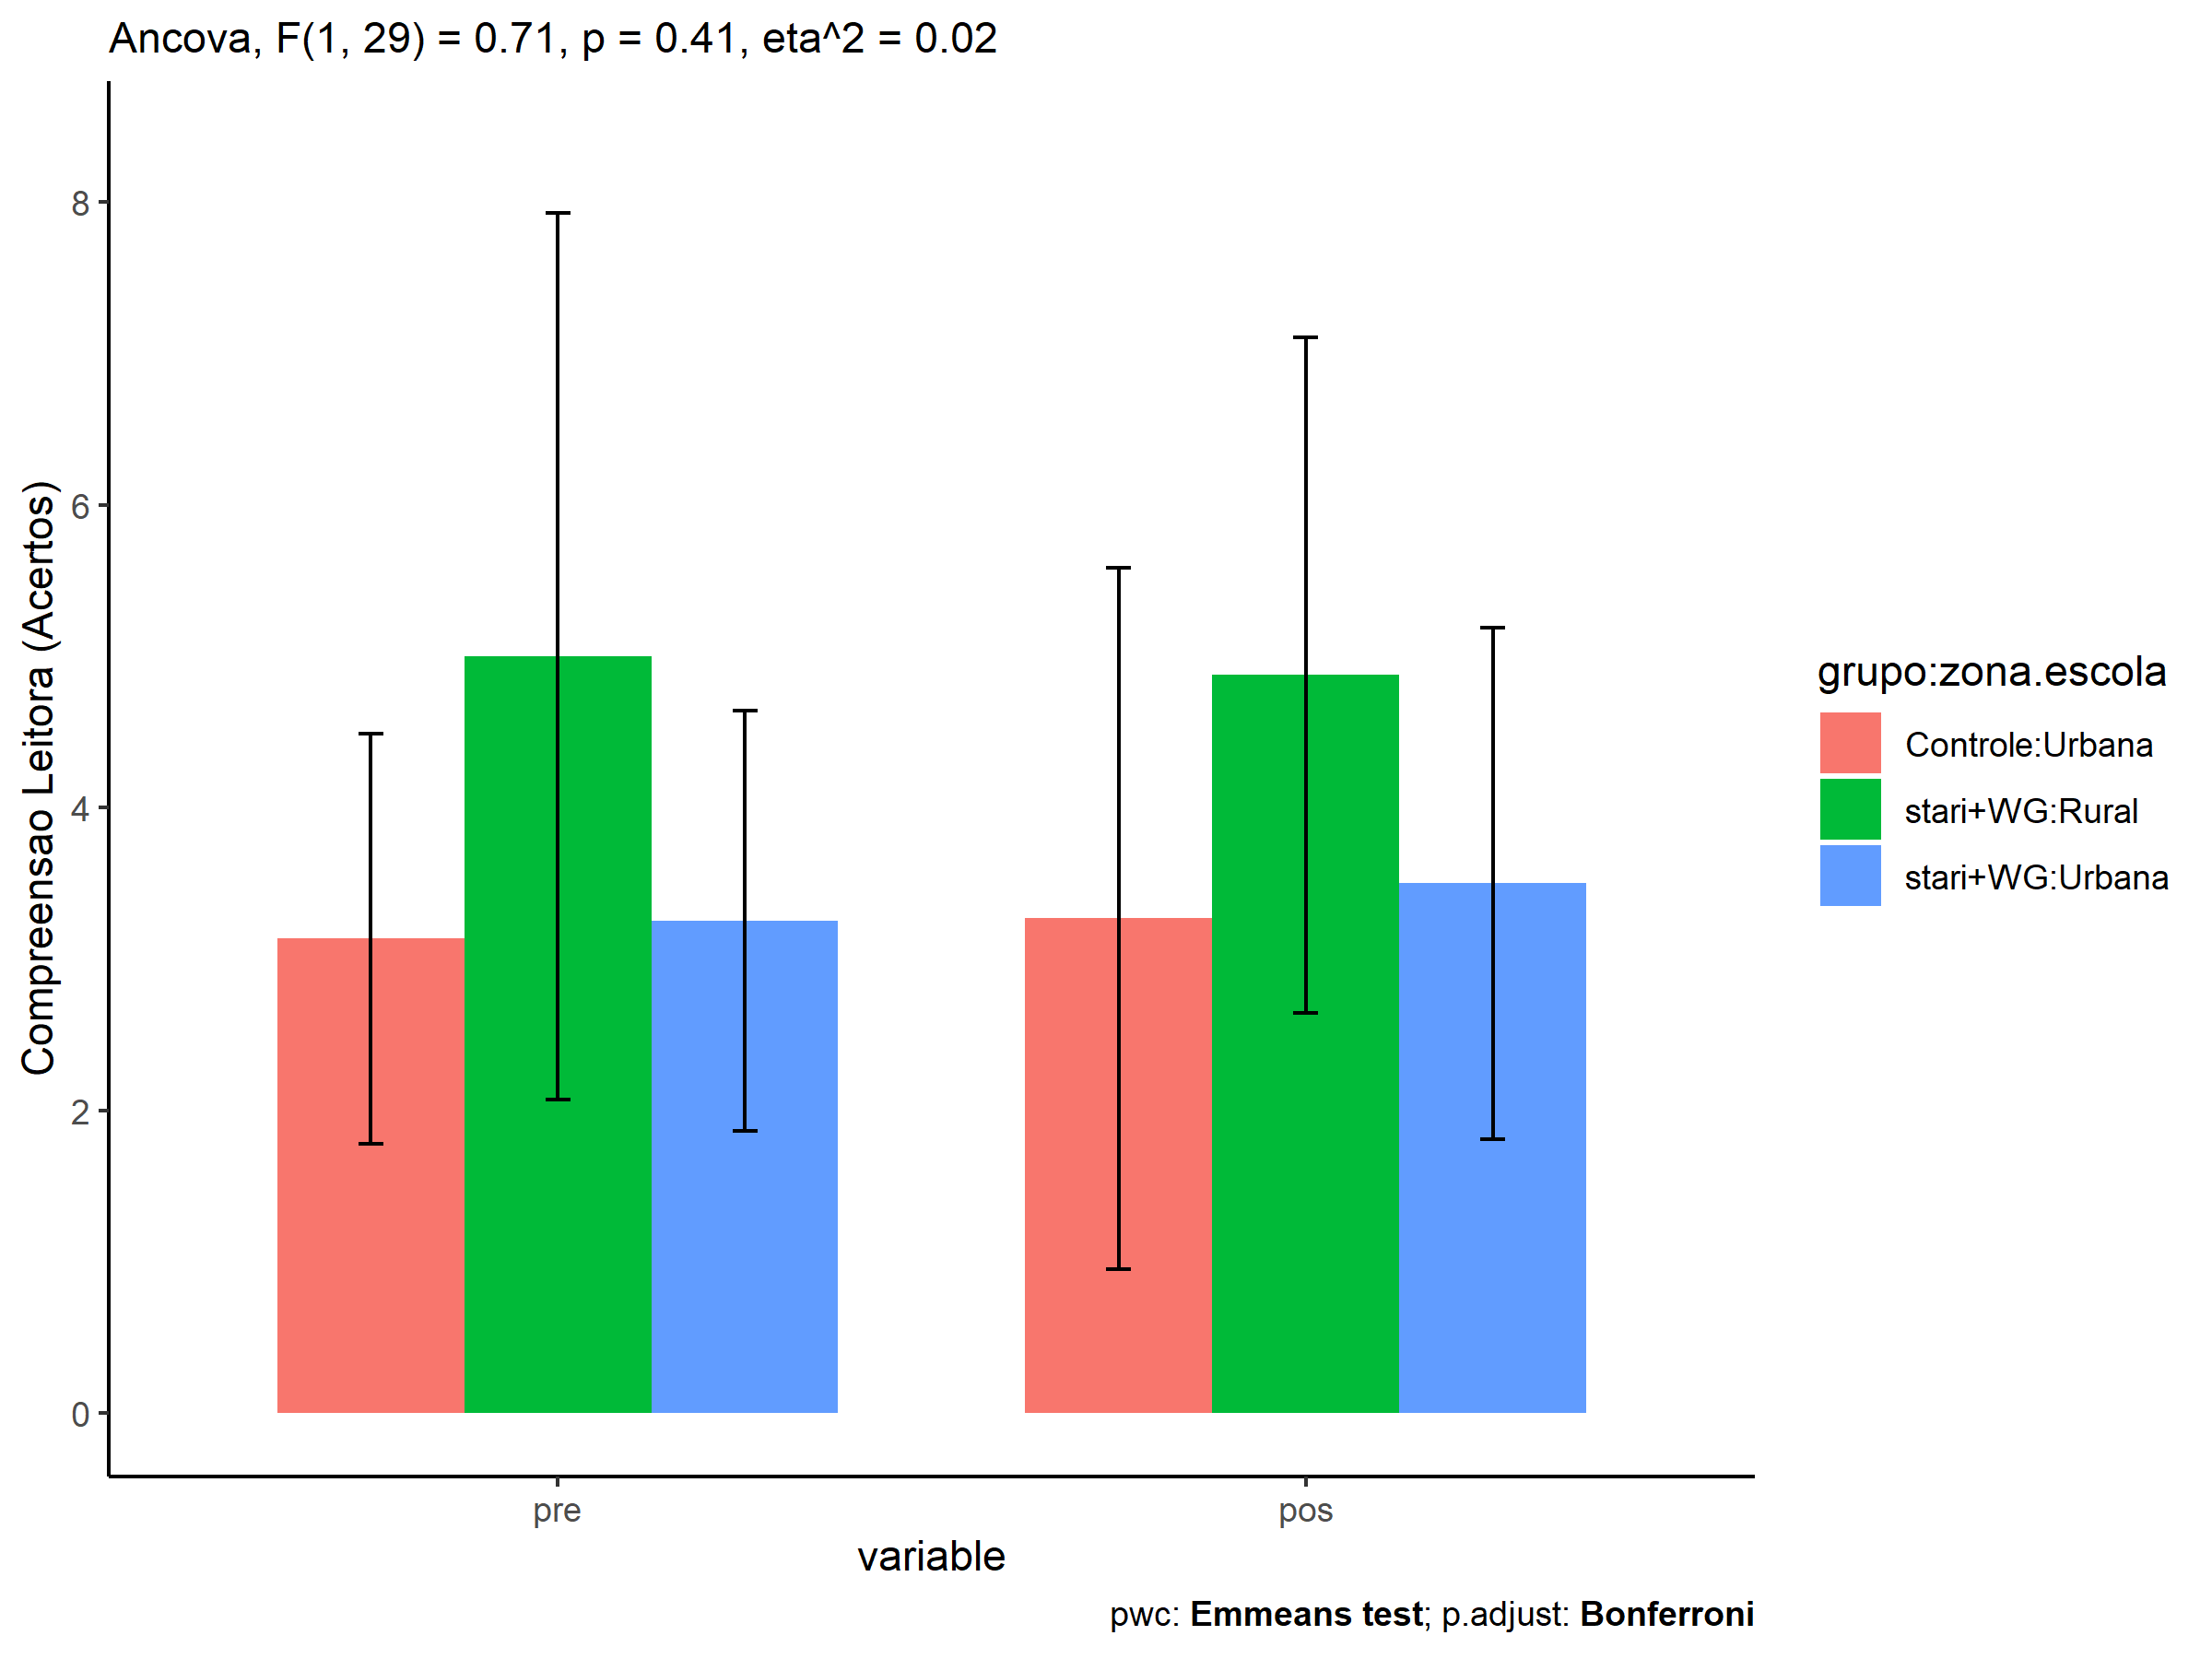 Ancova, F(1, 29) = 0.71, p = 0.41, eta^2 = 0.02
Compreensao Leitora (Acertos)
8
6
4
2
0
pre
pos
variable
grupo:zona.escola
Controle:Urbana
stari+WG:Rural
stari+WG:Urbana
pwc: Emmeans test; p.adjust: Bonferroni